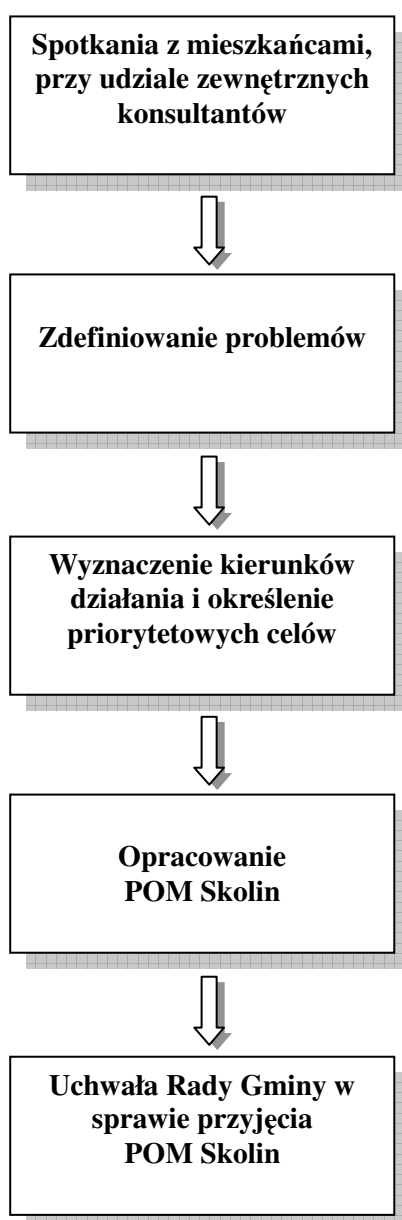 Spotkania z mieszkańcami,
przy udziale zewnętrznych
konsultantów
Zdefiniowanie problemów
Wyznaczenie kierunków
działania i określenie
priorytetowych celów
Opracowanie
POM Skolin
Uchwała Rady Gminy w
sprawie przyjęcia
POM Skolin